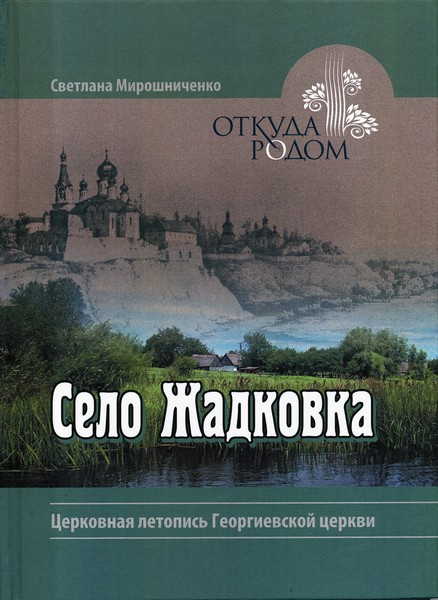 Светлана Мирошниченко
ОТКУДА
РОДОМ
Село Жадковка
Церковная летопись Георгиевской церкви